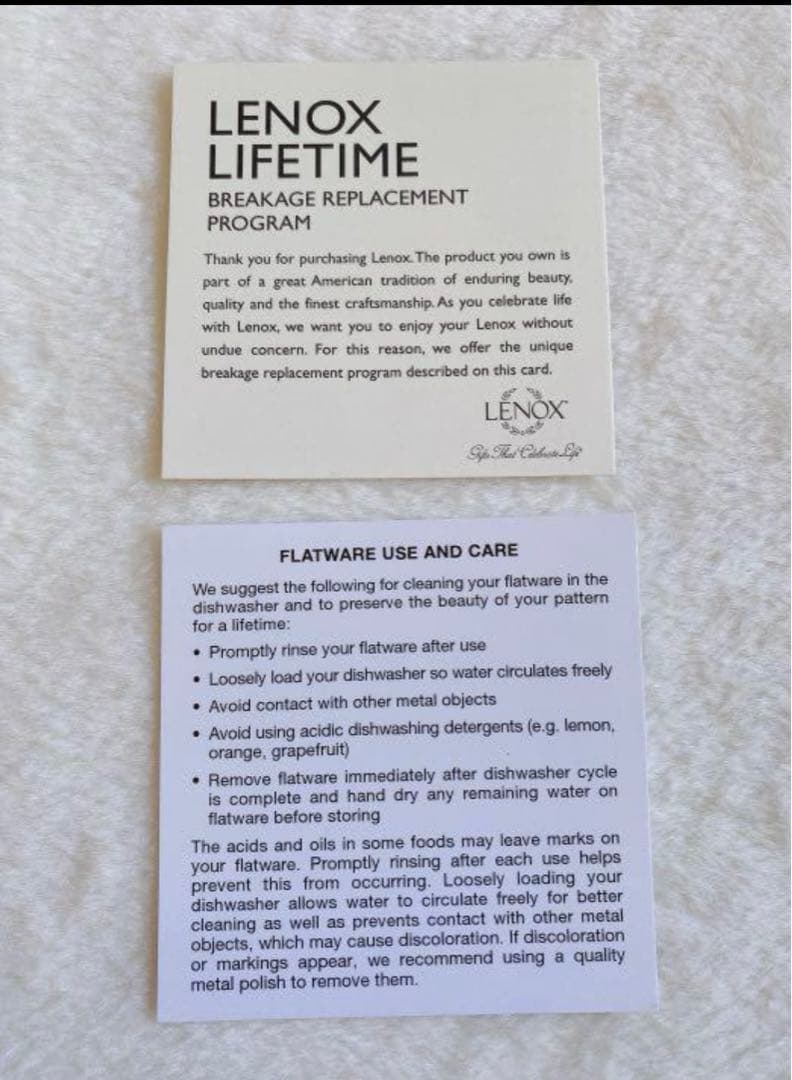 LENOX
LIFETIME
BREAKAGE REPLACEMENT
PROGRAM
Thank you for purchasing Lenox. The product you own is
part of a great American tradition of enduring beauty,
quality and the finest craftsmanship. As you celebrate life
with Lenox, we want you to enjoy your Lenox without
undue concern. For this reason, we offer the unique
breakage replacement program described on this card.
LENOX™
Gifts That Celebrate Life
FLATWARE USE AND CARE
We suggest the following for cleaning your flatware in the
dishwasher and to preserve the beauty of your pattern
for a lifetime:
• Promptly rinse your flatware after use
• Loosely load your dishwasher so water circulates freely
• Avoid contact with other metal objects
• Avoid using acidic dishwashing detergents (e.g. lemon,
orange, grapefruit)
• Remove flatware immediately after dishwasher cycle
is complete and hand dry any remaining water on
flatware before storing
The acids and oils in some foods may leave marks on
your flatware. Promptly rinsing after each use helps
prevent this from occurring. Loosely loading your
dishwasher allows water to circulate freely for better
cleaning as well as prevents contact with other metal
objects, which may cause discoloration. If discoloration
or markings appear, we recommend using a quality
metal polish to remove them.